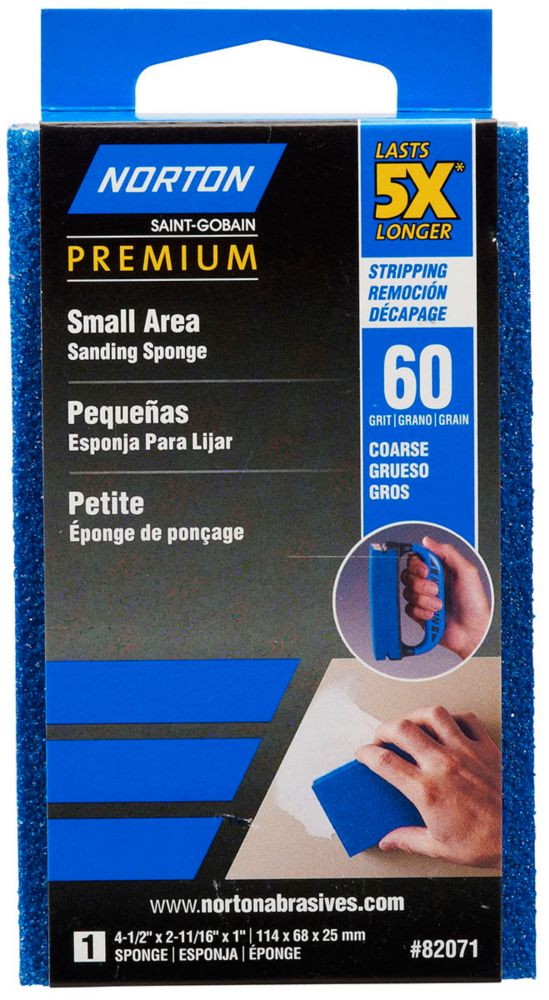 NORTON
SAINT-GOBAIN
PREMIUM
Small Area
Sanding Sponge
Pequeñas
Esponja Para Lijar
Petite
Éponge de ponçage
LASTS
5X*
LONGER
STRIPPING
REMOCIÓN
DÉCAPAGE
60
GRIT|GRANO|GRAIN
COARSE
GRUESO
GROS
www.nortonabrasives.com
1 4-1/2" x 2-11/16" x 1" | 114 x 68 x 25 mm
SPONGE | ESPONJA | ÉPONGE
#82071